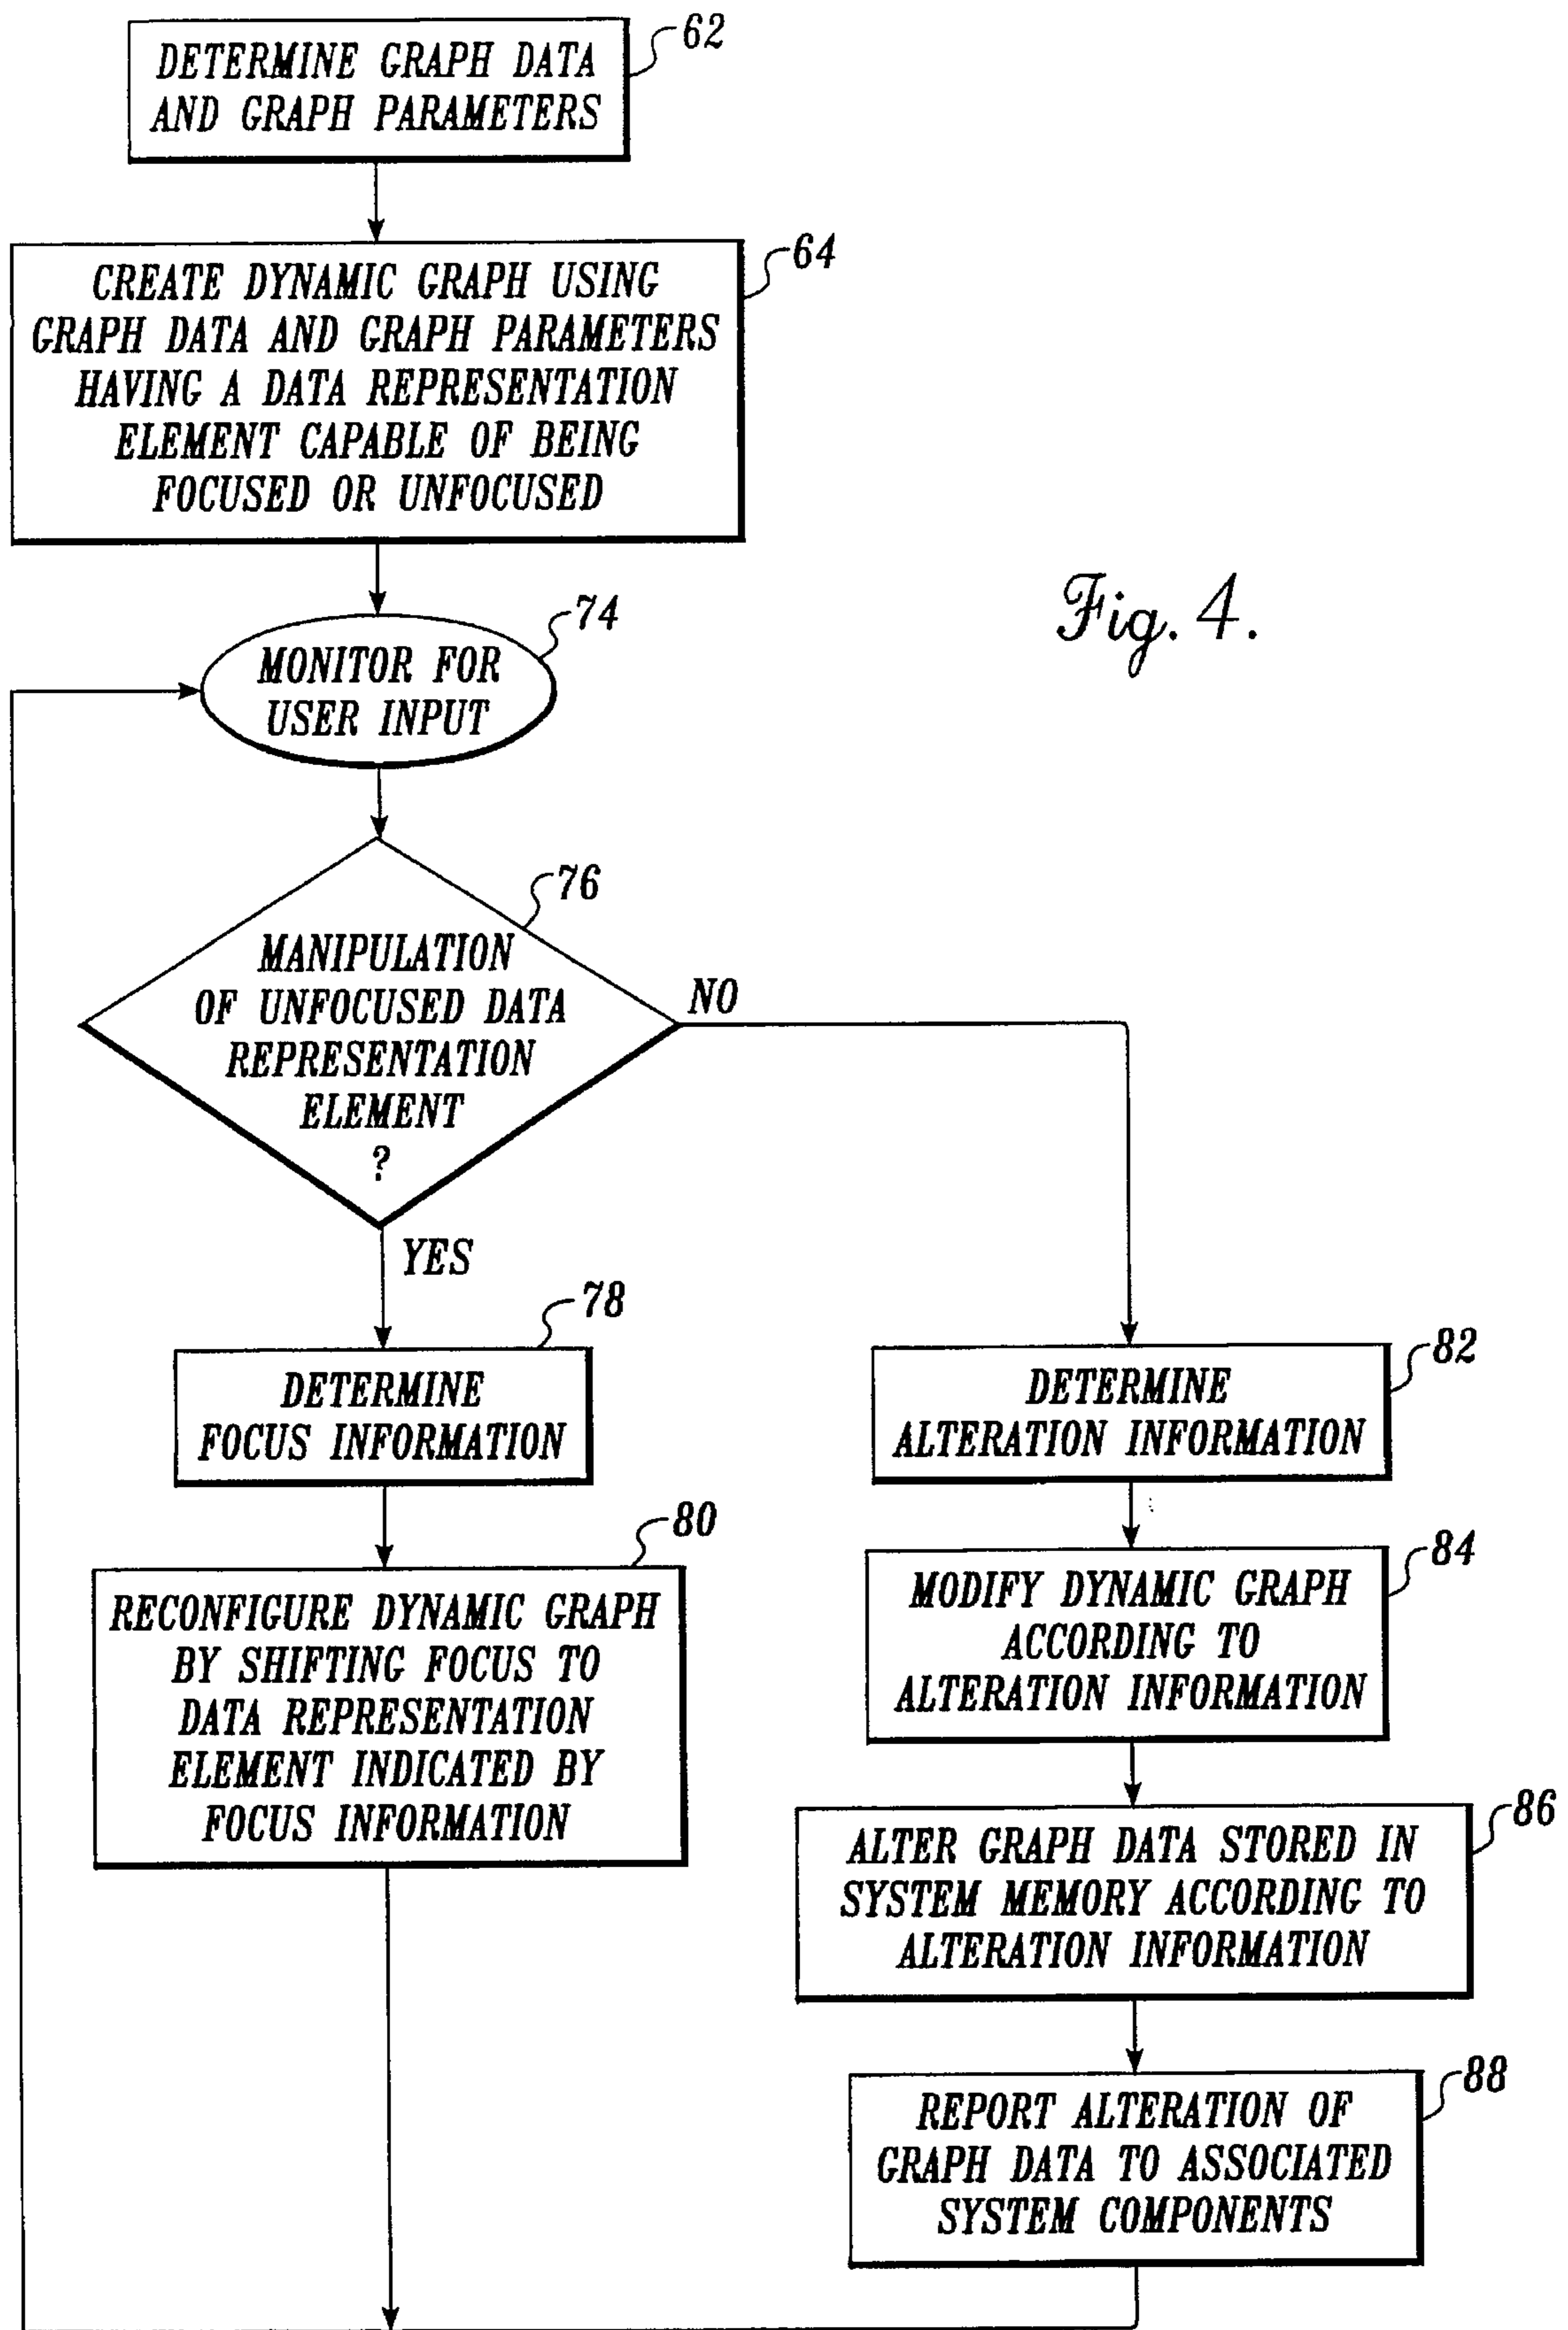 62
DETERMINE GRAPH DATA
AND GRAPH PARAMETERS
64
CREATE DYNAMIC GRAPH USING
GRAPH DATA AND GRAPH PARAMETERS
HAVING A DATA REPRESENTATION
ELEMENT CAPABLE OF BEING
FOCUSED OR UNFOCUSED
Fig. 4.
74
MONITOR FOR
USER INPUT
76
MANIPULATION
OF UNFOCUSED DATA
REPRESENTATION
ELEMENT
?
NO
YES
78
DETERMINE
FOCUS INFORMATION
80
RECONFIGURE DYNAMIC GRAPH
BY SHIFTING FOCUS TO
DATA REPRESENTATION
ELEMENT INDICATED BY
FOCUS INFORMATION
82
DETERMINE
ALTERATION INFORMATION
84
MODIFY DYNAMIC GRAPH
ACCORDING TO
ALTERATION INFORMATION
86
ALTER GRAPH DATA STORED IN
SYSTEM MEMORY ACCORDING TO
ALTERATION INFORMATION
88
REPORT ALTERATION OF
GRAPH DATA TO ASSOCIATED
SYSTEM COMPONENTS